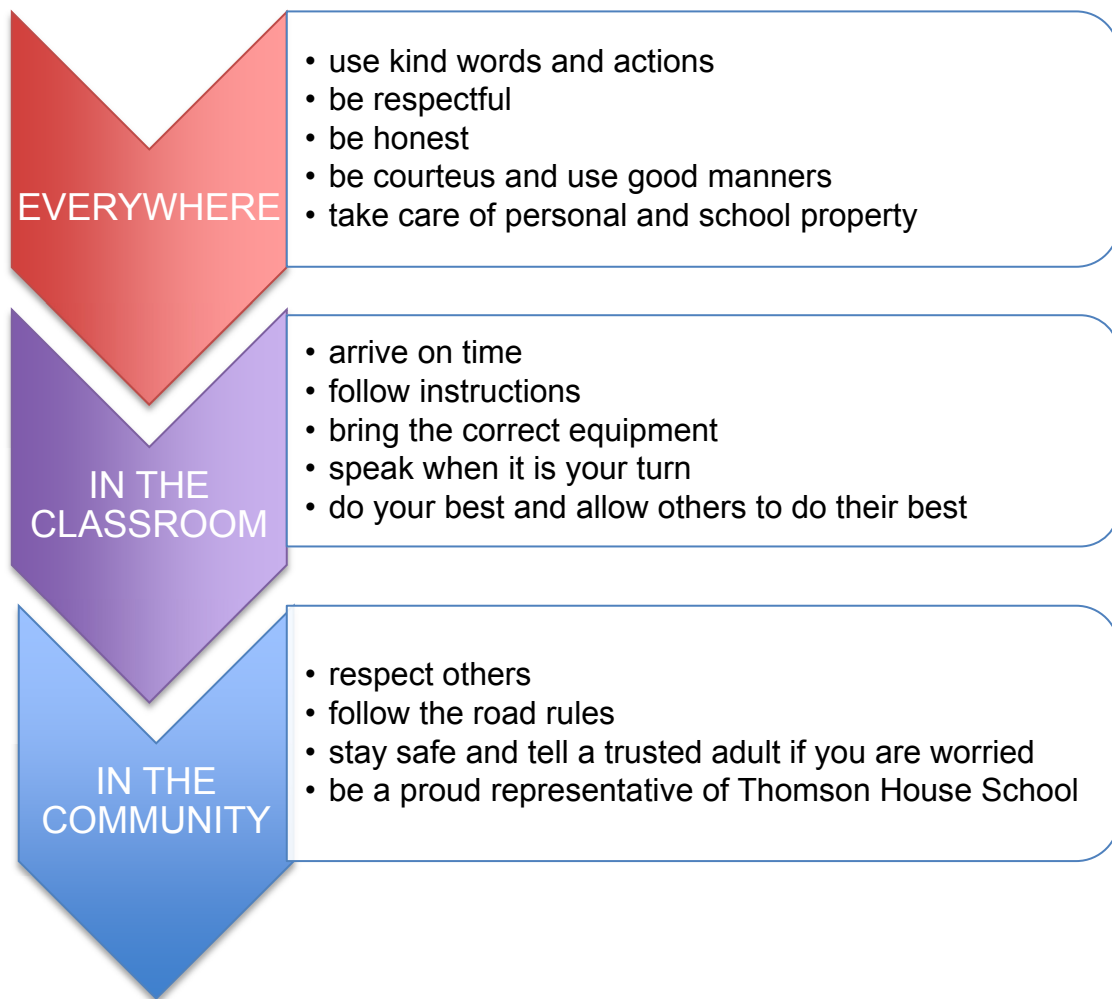 EVERYWHERE
• use kind words and actions
• be respectful
• be honest
• be courteus and use good manners
• take care of personal and school property
IN THE
CLASSROOM
• arrive on time
• follow instructions
• bring the correct equipment
• speak when it is your turn
• do your best and allow others to do their best
IN THE
COMMUNITY
• respect others
• follow the road rules
• stay safe and tell a trusted adult if you are worried
• be a proud representative of Thomson House School